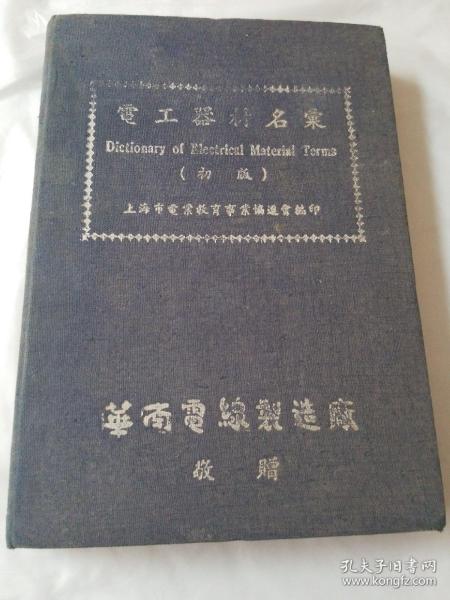 電工器材名彙
Dictionary of Electrical Material Terms
（初版）
上海市電業教育事業協進會編印
華南電線製造廠
敬贈
孔夫子旧书网
www.kongfz.com